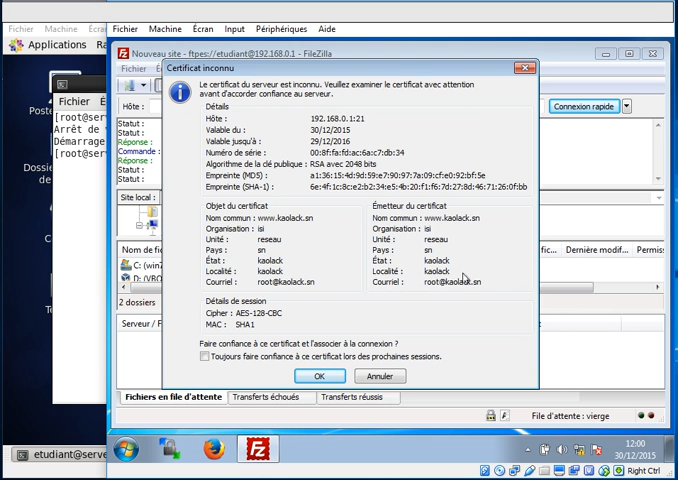 Fichier Machine Écran
Fichier Machine Écran Input Périphériques Aide
Applications
Nouveau site - ftpes://etudiant@192.168.0.1 - FileZilla
Fichier
Certificat inconnu
Le certificat du serveur est inconnu. Veuillez examiner le certificat avec attention
avant d'accorder confiance au serveur.
Détails
Hôte : 192.168.0.1:21
Valable du : 30/12/2015
Valable jusqu'à : 29/12/2016
Numéro de série : 00:8f:fa:fd:ac:6a:c7:db:34
Algorithme de la clé publique : RSA avec 2048 bits
Empreinte (MD5) : a1:36:15:4d:9d:59:e7:90:97:7a:09:cf:e0:92:bf:5e
Empreinte (SHA-1) : 6e:4f:1c:8c:e2:b2:34:e5:4b:20:f1:f6:7d:27:8d:46:71:26:0f:bb
Objet du certificat
Nom commun : www.kaolack.sn
Organisation : isi
Unité : reseau
Pays : sn
État : kaolack
Localité : kaolack
Courriel : root@kaolack.sn
Émetteur du certificat
Nom commun : www.kaolack.sn
Organisation : isi
Unité : reseau
Pays : sn
État : kaolack
Localité : kaolack
Courriel : root@kaolack.sn
Détails de session
Cipher : AES-128-CBC
MAC : SHA1
Faire confiance à ce certificat et l'associer à la connexion ?
Toujours faire confiance à ce certificat lors des prochaines sessions.
OK Annuler
Hôte :
Connexion rapide
Statut :
Statut :
Réponse :
Commande :
Réponse :
Statut :
Statut :
Site local :
Nom de fic
Dernière modif... Permiss
C: (win7
D: (VBO
2 dossiers
Serveur / F
Fichiers en file d'attente Transferts échoués Transferts réussis
File d'attente : vierge
Fichier
[root@ser
Arrêt de
Démarrage
[root@ser
Poste
Dossie
de
etudiant@serve
12:00
30/12/2015
Right Ctrl